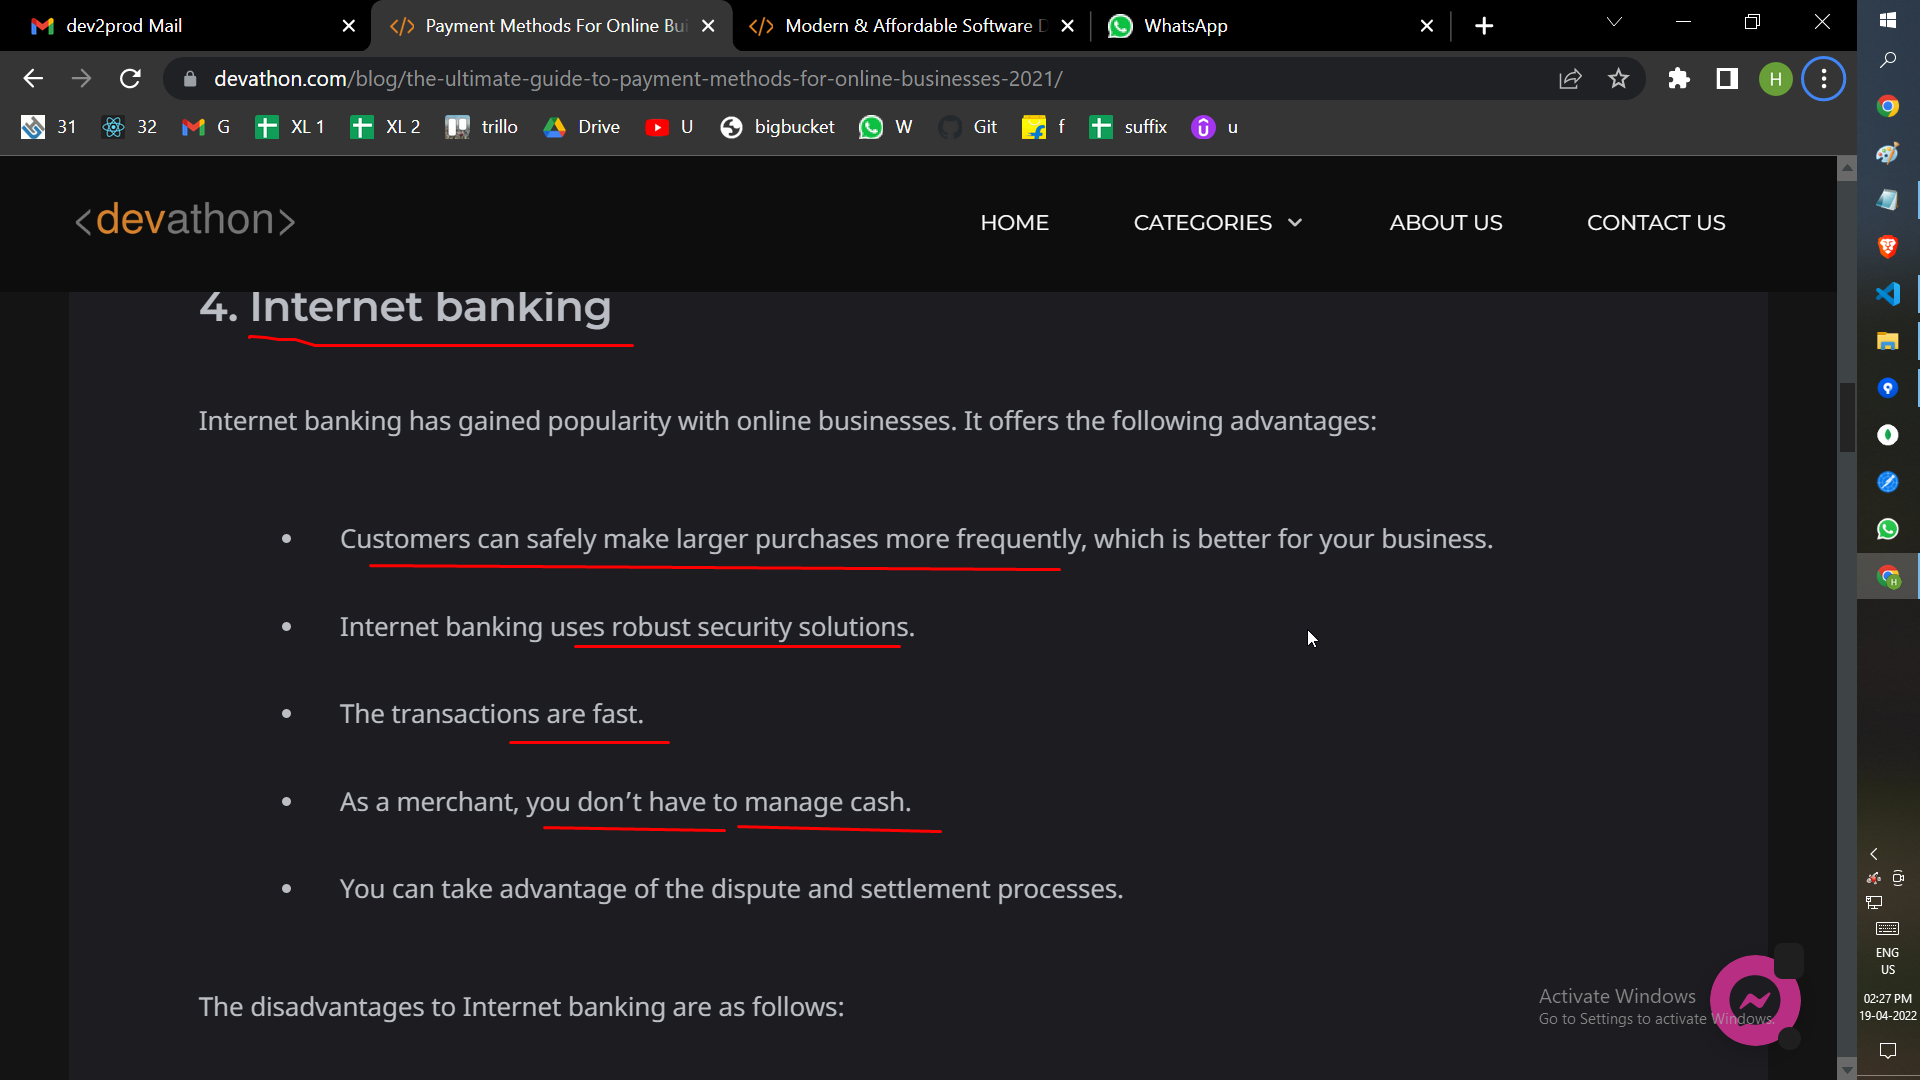 dev2prod Mail
Payment Methods For Online Bu
Modern & Affordable Software D
WhatsApp
devathon.com/blog/the-ultimate-guide-to-payment-methods-for-online-businesses-2021/
H
31
32
G
XL 1
XL 2
trillo
Drive
U
bigbucket
W
Git
f
suffix
u
<devathon>
HOME
CATEGORIES
ABOUT US
CONTACT US
4. Internet banking
Internet banking has gained popularity with online businesses. It offers the following advantages:
• Customers can safely make larger purchases more frequently, which is better for your business.
• Internet banking uses robust security solutions.
• The transactions are fast.
• As a merchant, you don’t have to manage cash.
• You can take advantage of the dispute and settlement processes.
The disadvantages to Internet banking are as follows:
Activate Windows
Go to Settings to activate Windows.
ENG
US
02:27 PM
19-04-2022